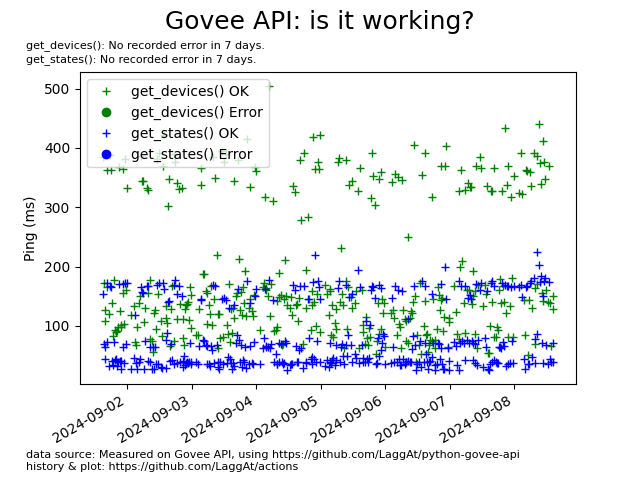 Govee API: is it working?
get_devices(): No recorded error in 7 days.
get_states(): No recorded error in 7 days.
get_devices() OK
get_devices() Error
get_states() OK
get_states() Error
Ping (ms)
500
400
300
200
100
2024-09-02
2024-09-03
2024-09-04
2024-09-05
2024-09-06
2024-09-07
2024-09-08
data source: Measured on Govee API, using https://github.com/LaggAt/python-govee-api
history & plot: https://github.com/LaggAt/actions